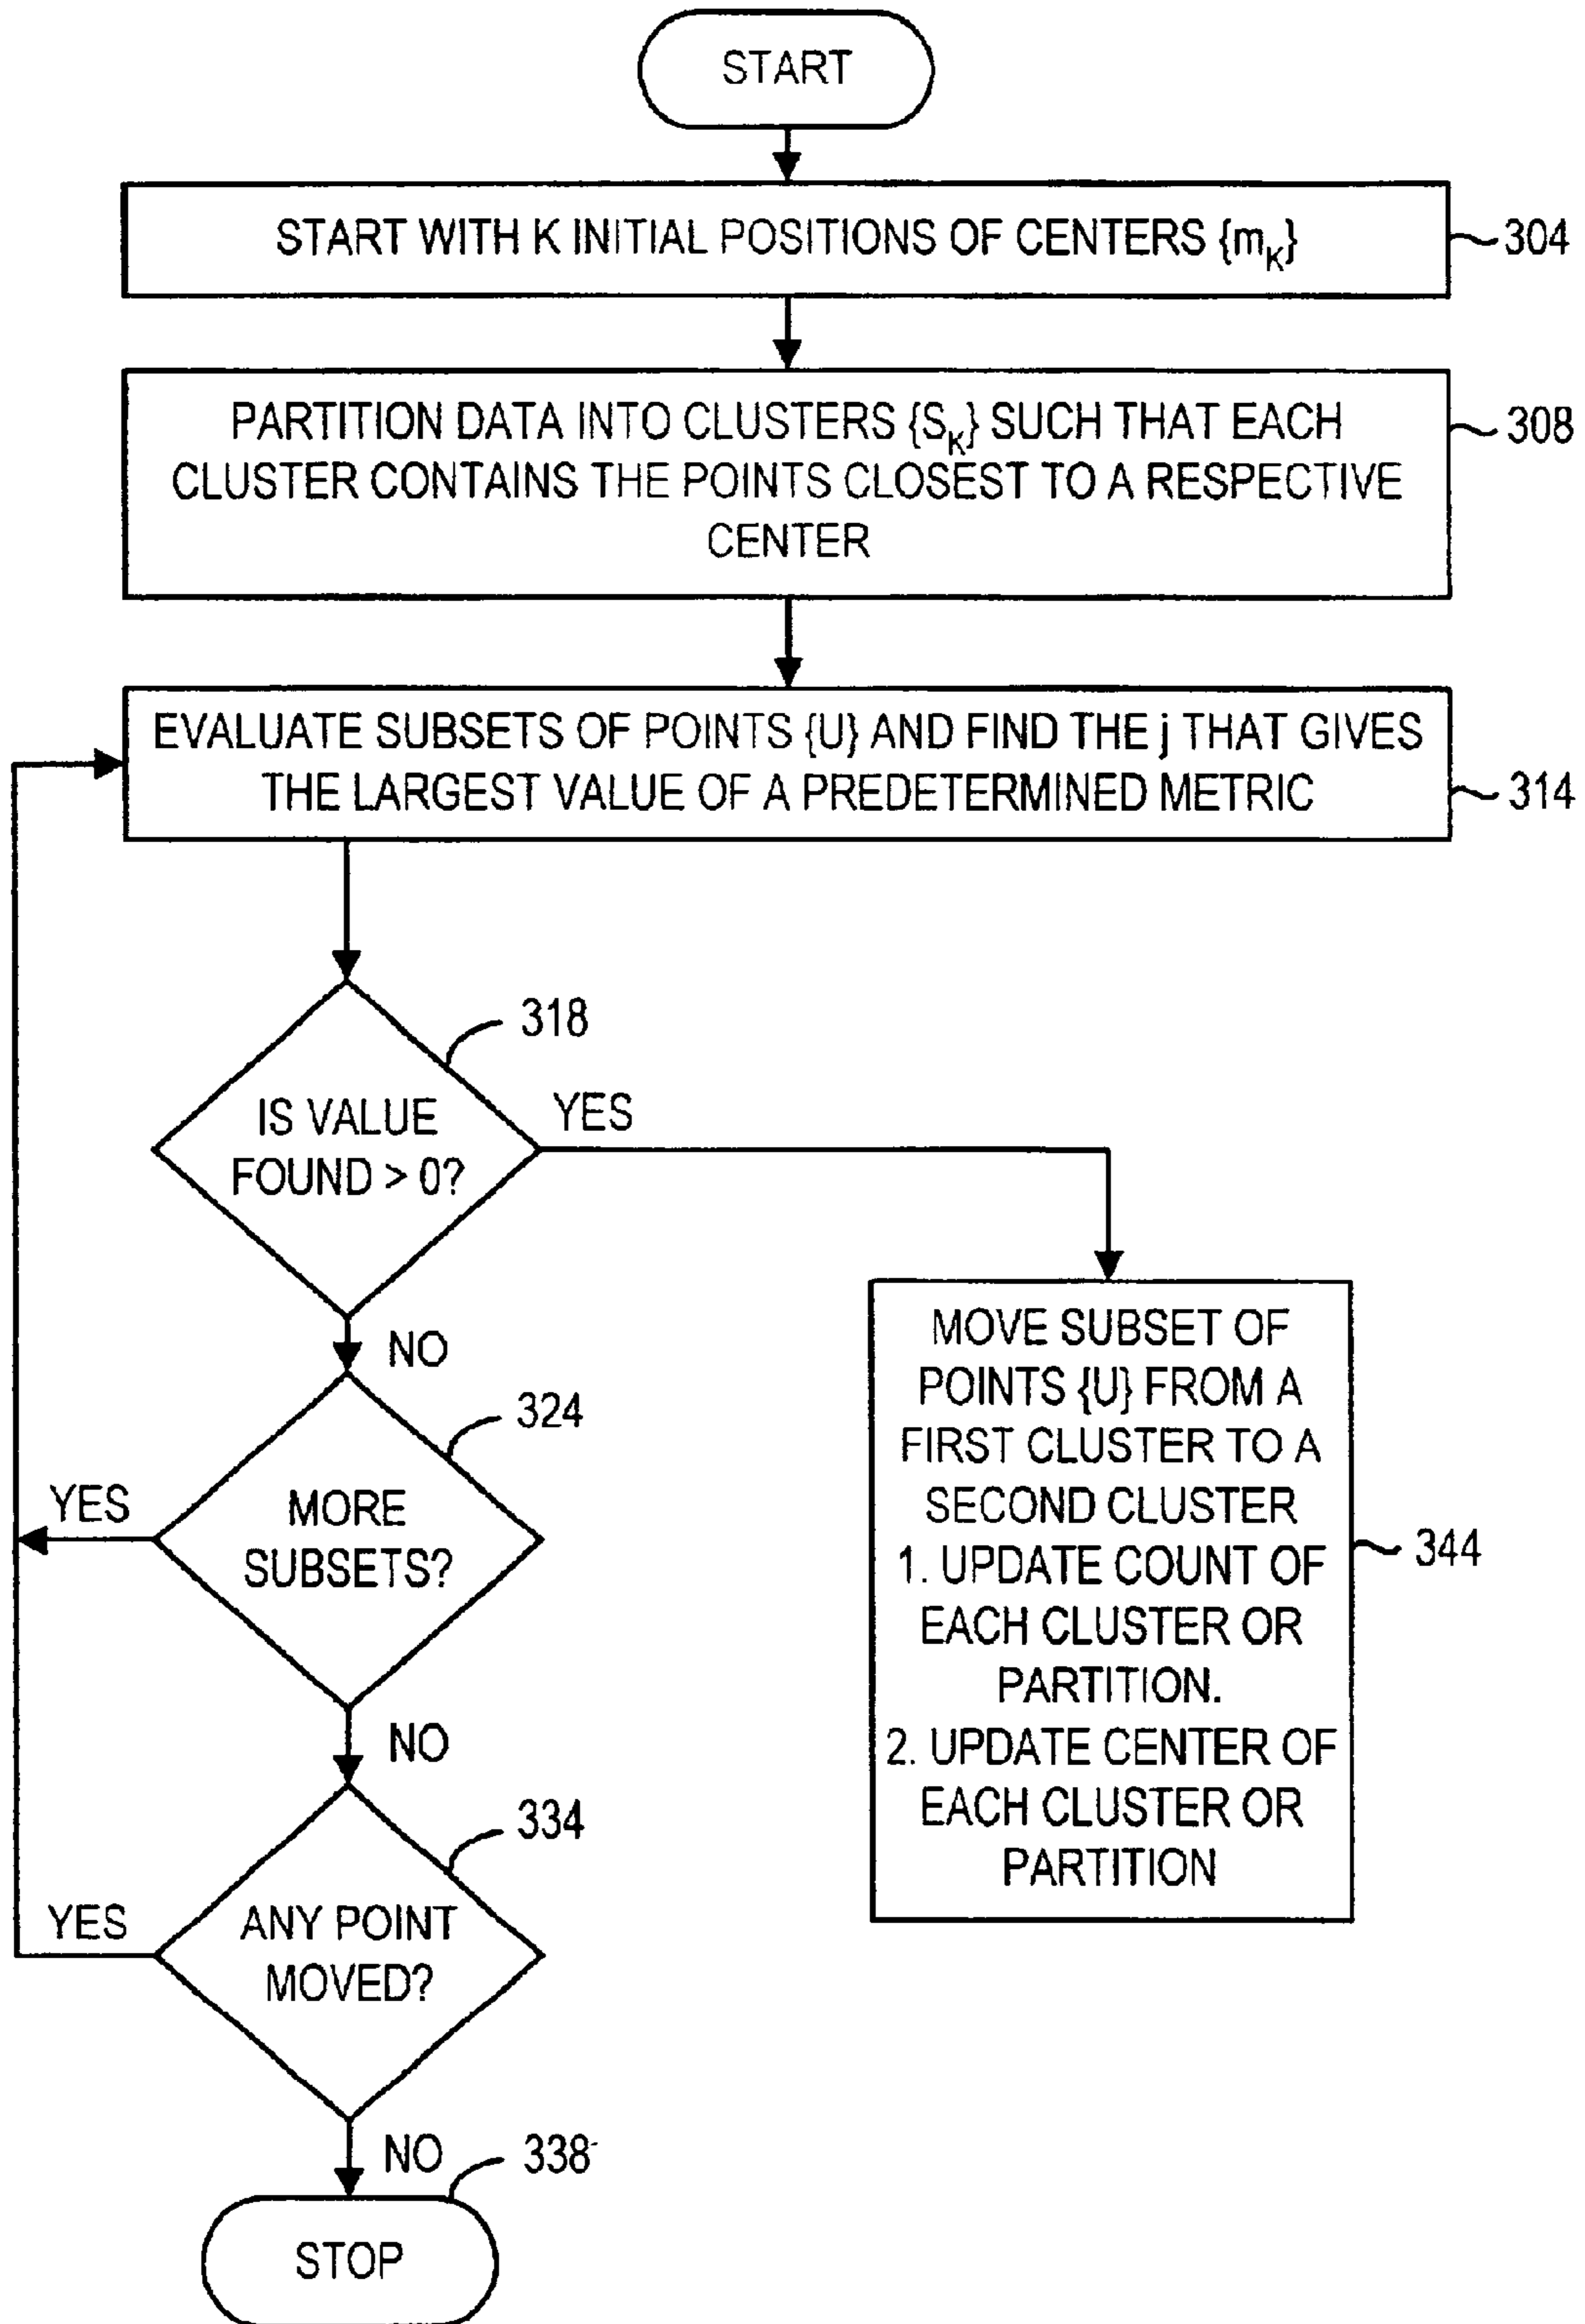 START
START WITH K INITIAL POSITIONS OF CENTERS {mK}
304
PARTITION DATA INTO CLUSTERS {SK} SUCH THAT EACH
CLUSTER CONTAINS THE POINTS CLOSEST TO A RESPECTIVE
CENTER
308
EVALUATE SUBSETS OF POINTS {U} AND FIND THE j THAT GIVES
THE LARGEST VALUE OF A PREDETERMINED METRIC
314
318
IS VALUE
FOUND > 0?
YES
NO
324
MORE
SUBSETS?
YES
NO
334
ANY POINT
MOVED?
YES
NO
338
STOP
MOVE SUBSET OF
POINTS {U} FROM A
FIRST CLUSTER TO A
SECOND CLUSTER
1. UPDATE COUNT OF
EACH CLUSTER OR
PARTITION.
2. UPDATE CENTER OF
EACH CLUSTER OR
PARTITION
344